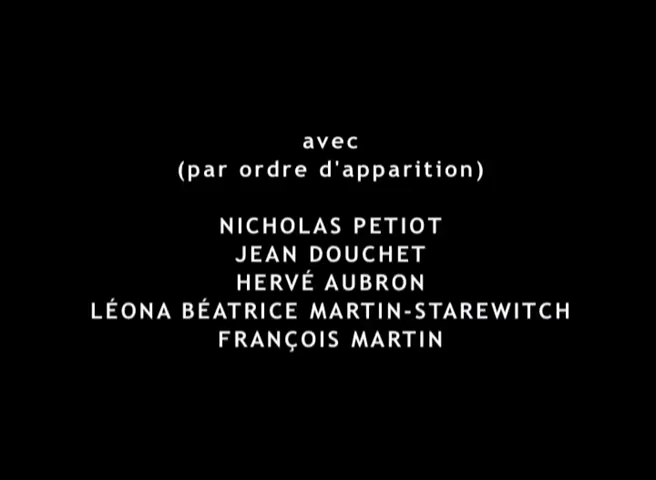 avec
(par ordre d'apparition)
NICHOLAS PETIOT
JEAN DOUCHET
HERVÉ AUBRON
LÉONA BÉATRICE MARTIN-STAREWITCH
FRANÇOIS MARTIN